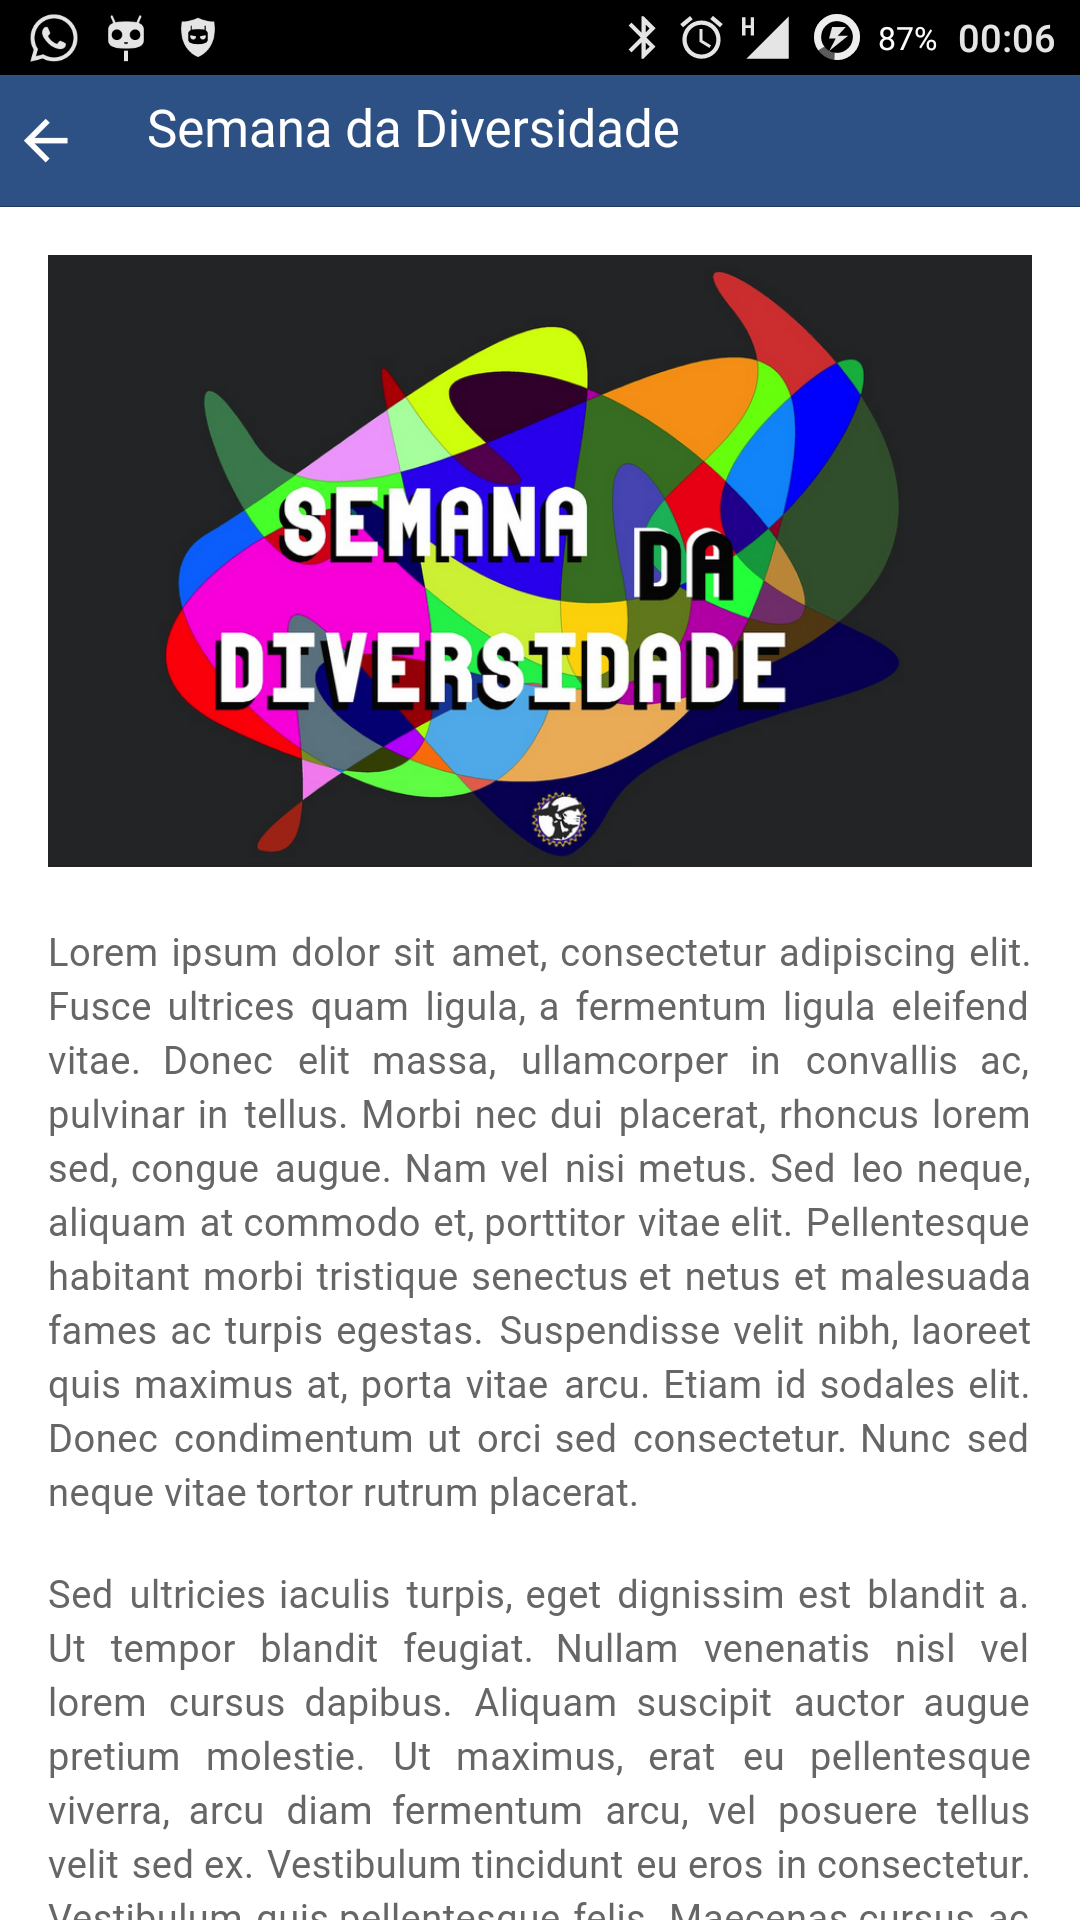 H 87% 00:06
Semana da Diversidade
SEMANA
DA
DIVERSIDADE
Lorem ipsum dolor sit amet, consectetur adipiscing elit.
Fusce ultrices quam ligula, a fermentum ligula eleifend
vitae. Donec elit massa, ullamcorper in convallis ac,
pulvinar in tellus. Morbi nec dui placerat, rhoncus lorem
sed, congue augue. Nam vel nisi metus. Sed leo neque,
aliquam at commodo et, porttitor vitae elit. Pellentesque
habitant morbi tristique senectus et netus et malesuada
fames ac turpis egestas. Suspendisse velit nibh, laoreet
quis maximus at, porta vitae arcu. Etiam id sodales elit.
Donec condimentum ut orci sed consectetur. Nunc sed
neque vitae tortor rutrum placerat.
Sed ultricies iaculis turpis, eget dignissim est blandit a.
Ut tempor blandit feugiat. Nullam venenatis nisl vel
lorem cursus dapibus. Aliquam suscipit auctor augue
pretium molestie. Ut maximus, erat eu pellentesque
viverra, arcu diam fermentum arcu, vel posuere tellus
velit sed ex. Vestibulum tincidunt eu eros in consectetur.
Vestibulum quis pellentesque felis. Maecenas cursus ac